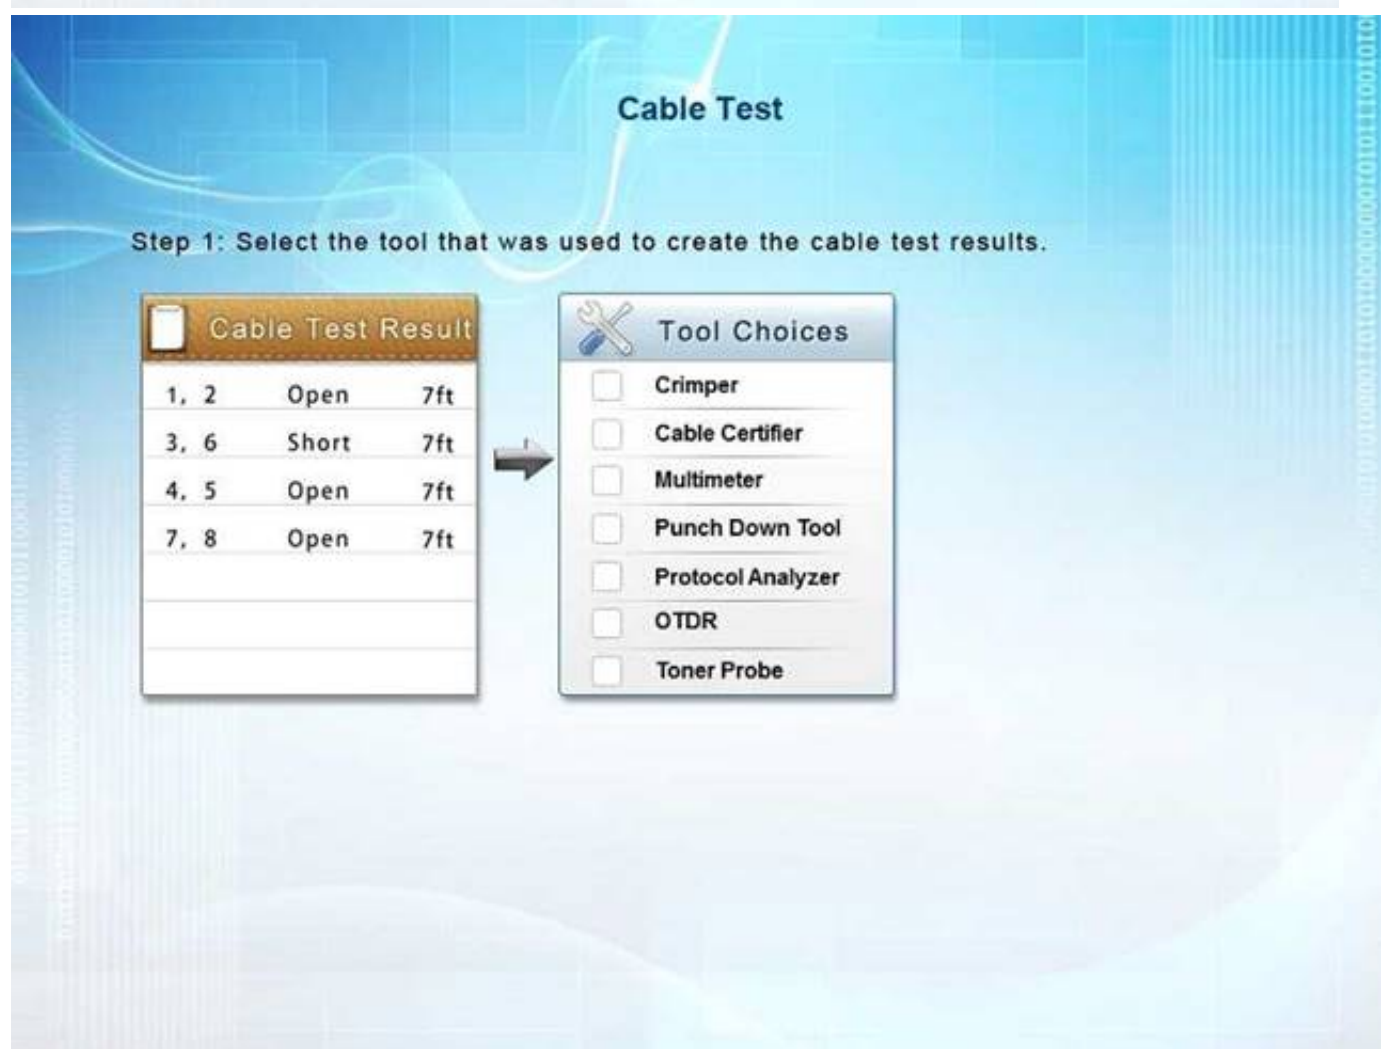 Cable Test
Step 1: Select the tool that was used to create the cable test results.
Cable Test Result
1, 2 Open 7ft
3, 6 Short 7ft
4, 5 Open 7ft
7, 8 Open 7ft
Tool Choices
Crimper
Cable Certifier
Multimeter
Punch Down Tool
Protocol Analyzer
OTDR
Toner Probe